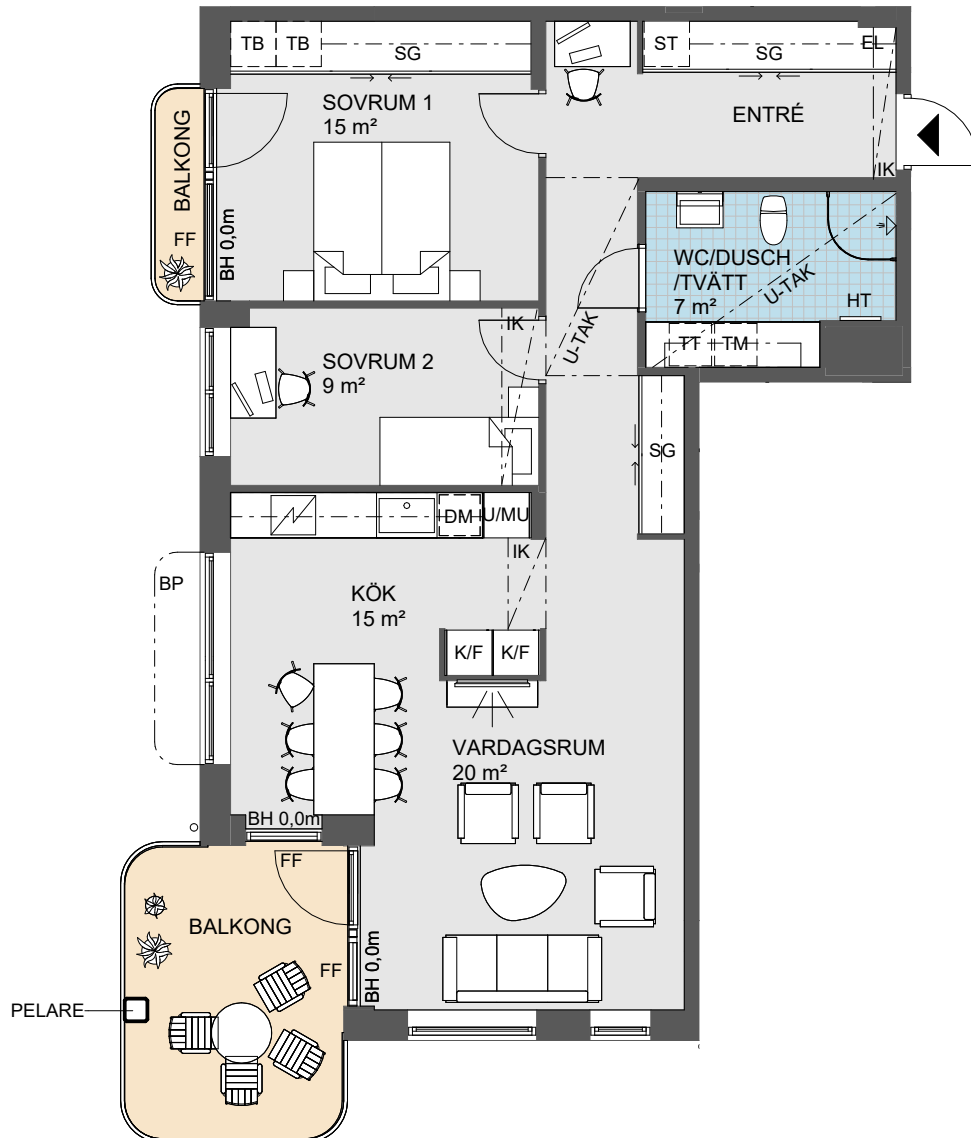 TB TB SG ST SG EL
SOVRUM 1
15 m²
ENTRÉ
BALKONG
FF
BH 0,0m
IK
WC/DUSCH
/TVÄTT
7 m²
U-TAK
HT
TT TM
U-TAK
IK
SOVRUM 2
9 m²
SG
DM U/MU
IK
BP
KÖK
15 m²
K/F K/F
VARDAGSRUM
20 m²
BH 0,0m
FF
BALKONG
FF
BH 0,0m
PELARE